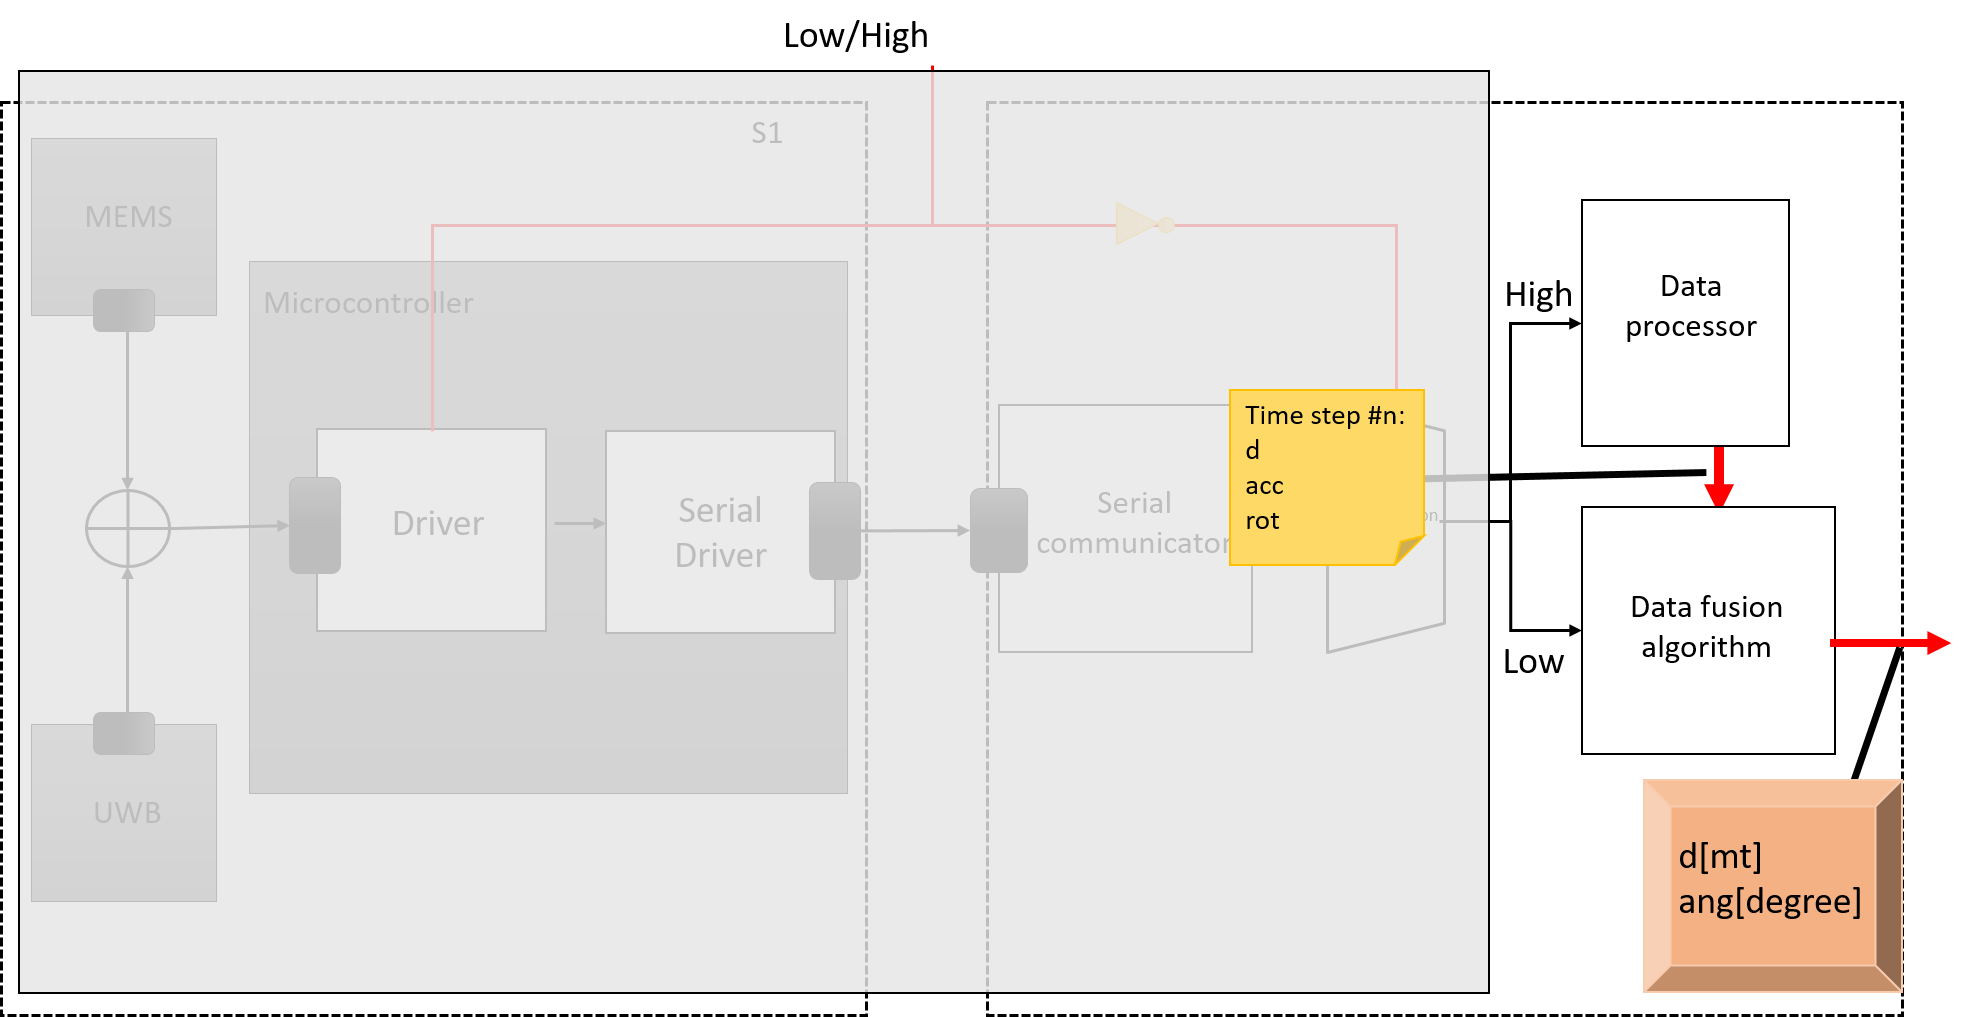 Low/High
S1
MEMS
Microcontroller
High
Data
processor
Time step #n:
d
acc
rot
Driver
Serial
Driver
Serial
communicator
Data fusion
algorithm
Low
UWB
d[mt]
ang[degree]